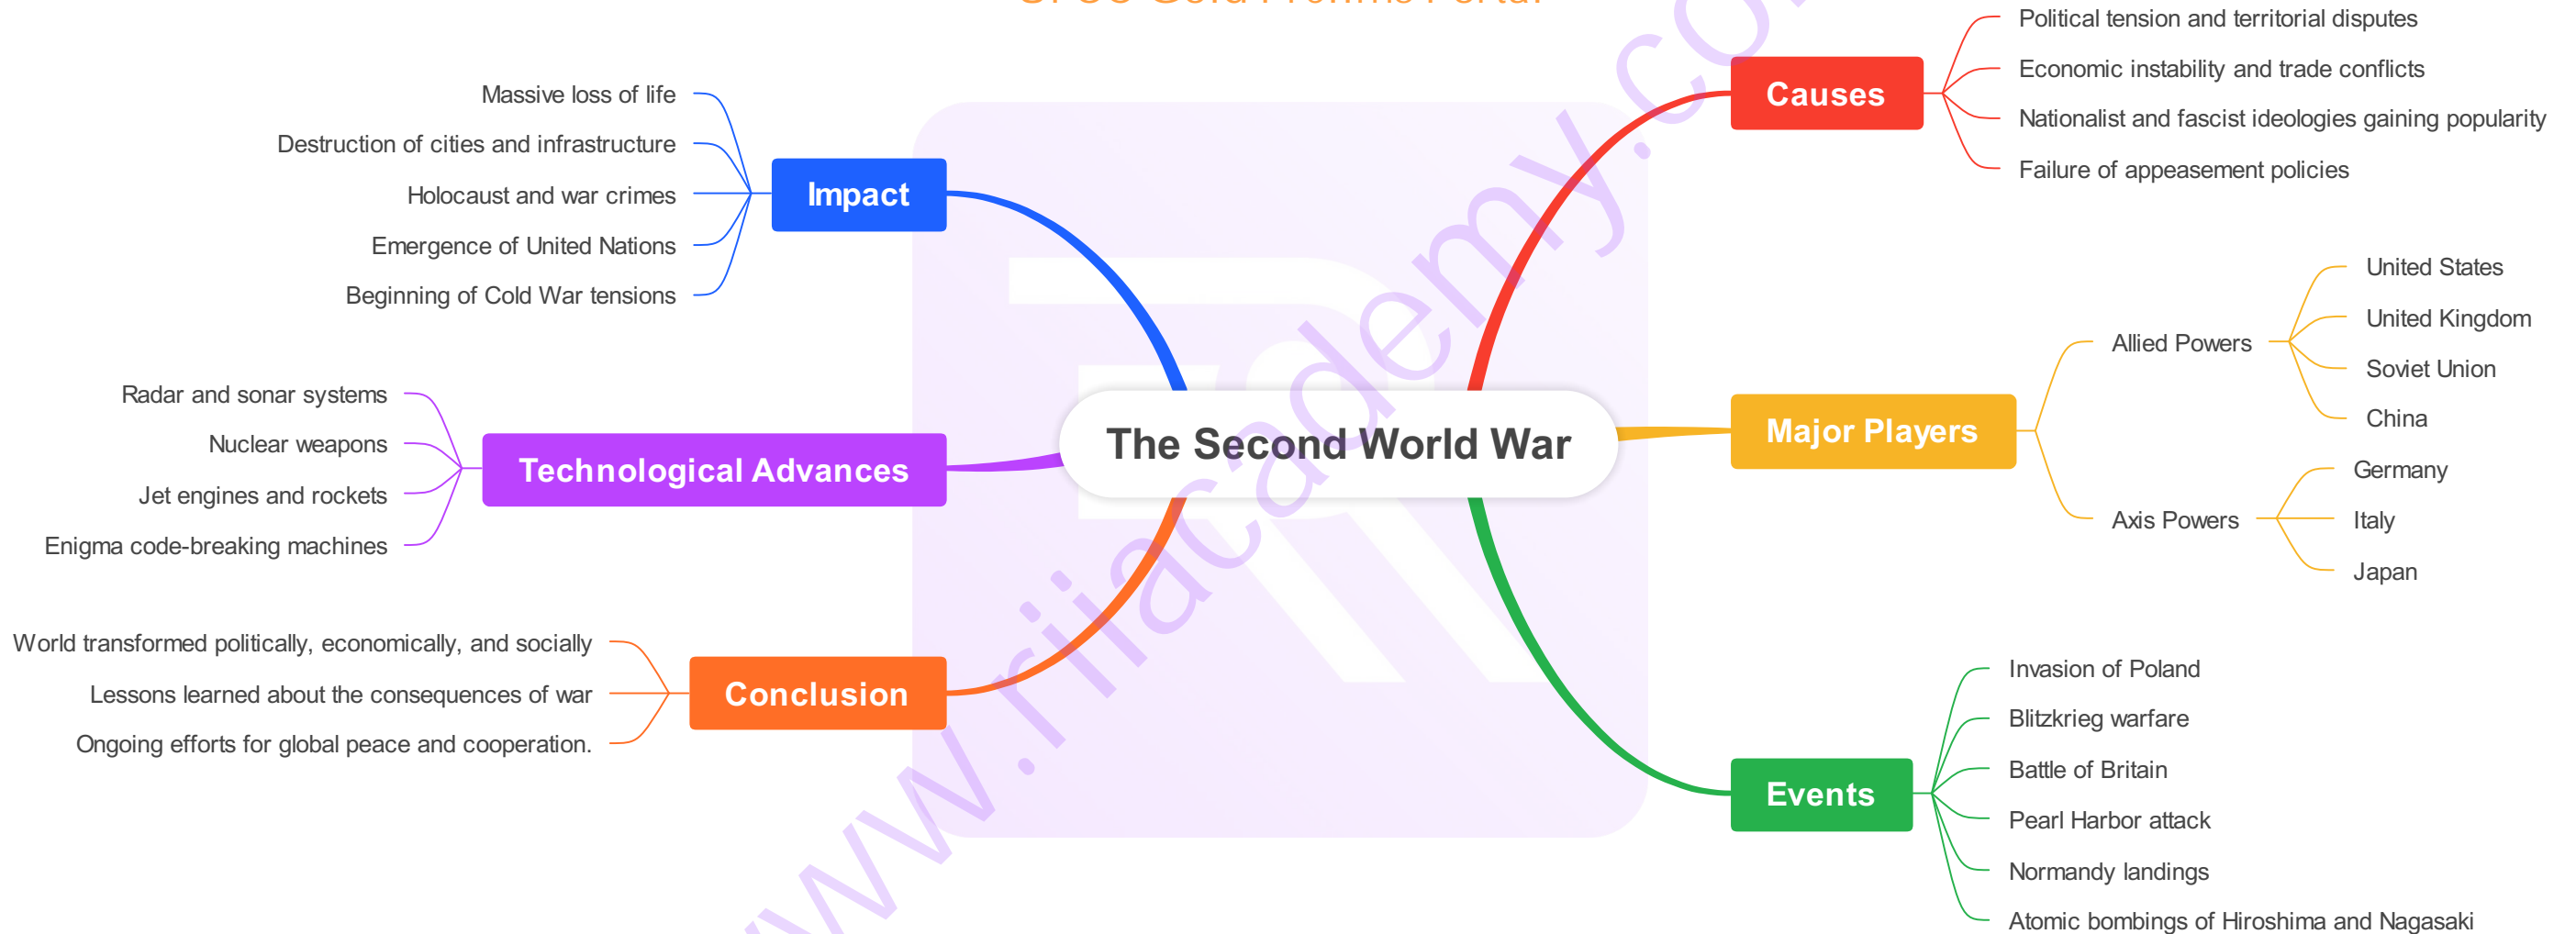 The Second World War
Causes
Political tension and territorial disputes
Economic instability and trade conflicts
Nationalist and fascist ideologies gaining popularity
Failure of appeasement policies
Major Players
Allied Powers
United States
United Kingdom
Soviet Union
China
Axis Powers
Germany
Italy
Japan
Events
Invasion of Poland
Blitzkrieg warfare
Battle of Britain
Pearl Harbor attack
Normandy landings
Atomic bombings of Hiroshima and Nagasaki
Impact
Massive loss of life
Destruction of cities and infrastructure
Holocaust and war crimes
Emergence of United Nations
Beginning of Cold War tensions
Technological Advances
Radar and sonar systems
Nuclear weapons
Jet engines and rockets
Enigma code-breaking machines
Conclusion
World transformed politically, economically, and socially
Lessons learned about the consequences of war
Ongoing efforts for global peace and cooperation.